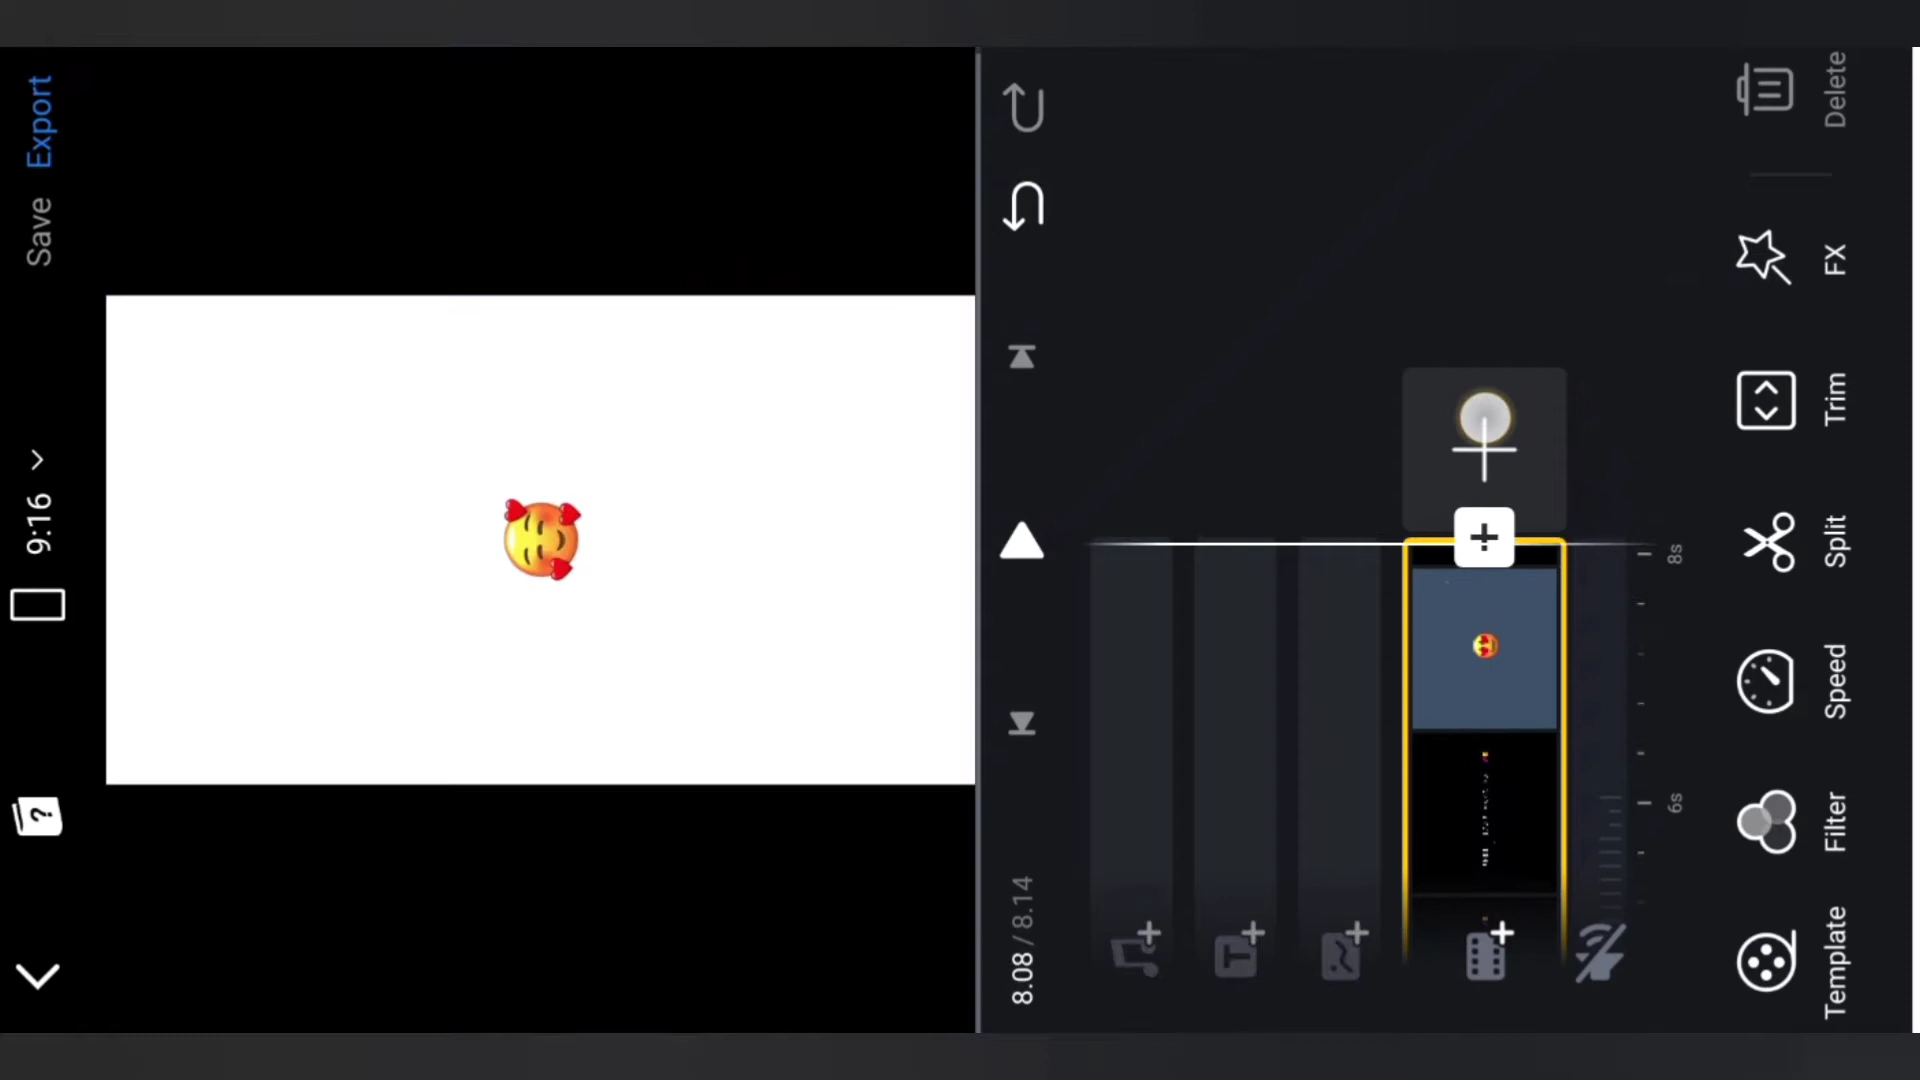 9:16
Save
Export
?
8.08 / 8.14
6s
8s
Template
Filter
Speed
Split
Trim
FX
Delete